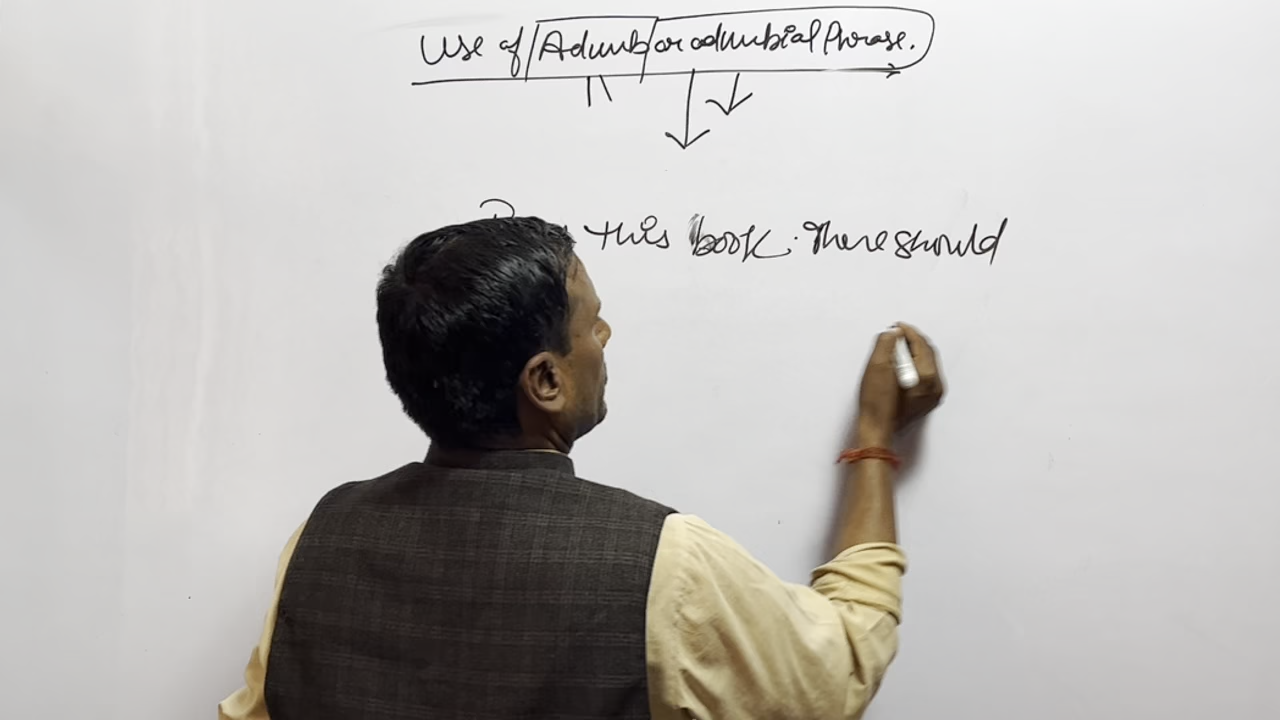 Use of Adverb or adverbial Phrase.
this book. There should